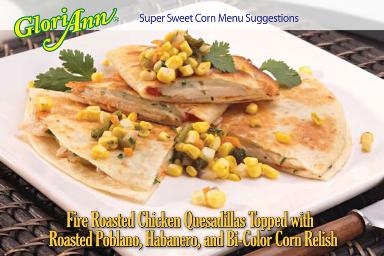 GloriAnn
Super Sweet Corn Menu Suggestions
Fire Roasted Chicken Quesadillas Topped with
Roasted Poblano, Habanero, and Bi-Color Corn Relish